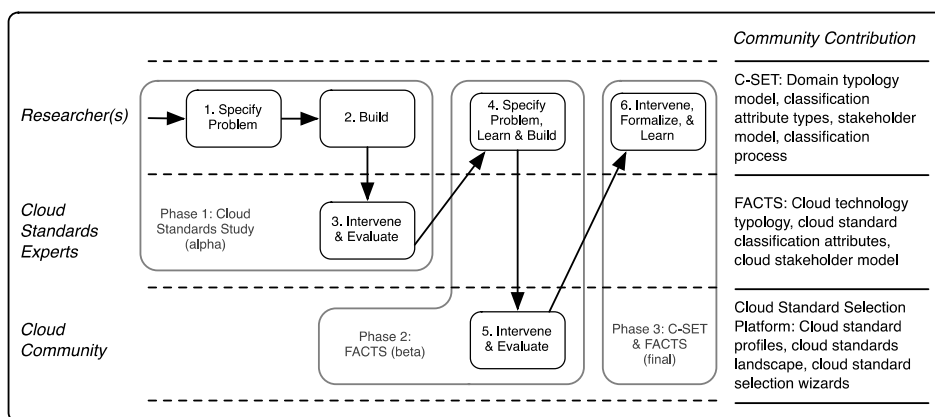 Community Contribution
Researcher(s)
1. Specify
Problem
2. Build
4. Specify
Problem,
Learn & Build
6. Intervene,
Formalize, &
Learn
C-SET: Domain typology
model, classification
attribute types, stakeholder
model, classification
process
Cloud
Standards
Experts
Phase 1: Cloud
Standards Study
(alpha)
3. Intervene
& Evaluate
FACTS: Cloud technology
typology, cloud standard
classification attributes,
cloud stakeholder model
Cloud
Community
Phase 2:
FACTS (beta)
5. Intervene
& Evaluate
Phase 3: C-SET
& FACTS
(final)
Cloud Standard Selection
Platform: Cloud standard
profiles, cloud standards
landscape, cloud standard
selection wizards